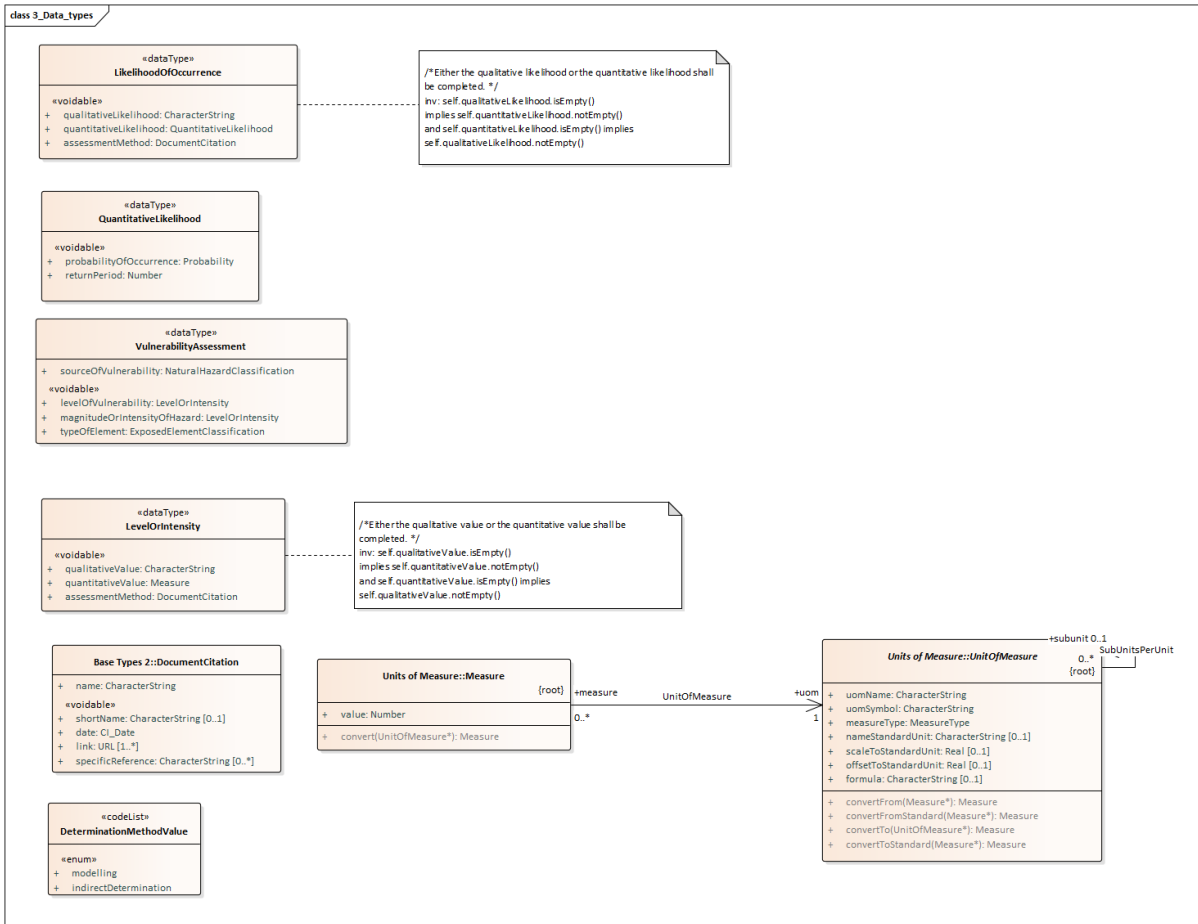 class 3_Data_types
«dataType»
LikelihoodOfOccurrence
«voidable»
+ qualitativeLikelihood: CharacterString
+ quantitativeLikelihood: QuantitativeLikelihood
+ assessmentMethod: DocumentCitation
/*Either the qualitative likelihood or the quantitative likelihood shall
be completed. */
inv: self.qualitativeLikelihood.isEmpty()
implies self.quantitativeLikelihood.notEmpty()
and self.quantitativeLikelihood.isEmpty() implies
self.qualitativeLikelihood.notEmpty()
«dataType»
QuantitativeLikelihood
«voidable»
+ probabilityOfOccurrence: Probability
+ returnPeriod: Number
«dataType»
VulnerabilityAssessment
+ sourceOfVulnerability: NaturalHazardClassification
«voidable»
+ levelOfVulnerability: LevelOrIntensity
+ magnitudeOrIntensityOfHazard: LevelOrIntensity
+ typeOfElement: ExposedElementClassification
«dataType»
LevelOrIntensity
«voidable»
+ qualitativeValue: CharacterString
+ quantitativeValue: Measure
+ assessmentMethod: DocumentCitation
/*Either the qualitative value or the quantitative value shall be
completed. */
inv: self.qualitativeValue.isEmpty()
implies self.quantitativeValue.notEmpty()
and self.quantitativeValue.isEmpty() implies
self.qualitativeValue.notEmpty()
Base Types 2::DocumentCitation
+ name: CharacterString
«voidable»
+ shortName: CharacterString [0..1]
+ date: CI_Date
+ link: URL [1..*]
+ specificReference: CharacterString [0..*]
Units of Measure::Measure
{root}
+ value: Number
+ convert(UnitOfMeasure*): Measure
+measure
0..*
UnitOfMeasure
+uom
1
+subunit 0..1
SubUnitsPerUnit
0..*
Units of Measure::UnitOfMeasure
{root}
+ uomName: CharacterString
+ uomSymbol: CharacterString
+ measureType: MeasureType
+ nameStandardUnit: CharacterString [0..1]
+ scaleToStandardUnit: Real [0..1]
+ offsetToStandardUnit: Real [0..1]
+ formula: CharacterString [0..1]
+ convertFrom(Measure*): Measure
+ convertFromStandard(Measure*): Measure
+ convertTo(UnitOfMeasure*): Measure
+ convertToStandard(Measure*): Measure
«codeList»
DeterminationMethodValue
«enum»
+ modelling
+ indirectDetermination